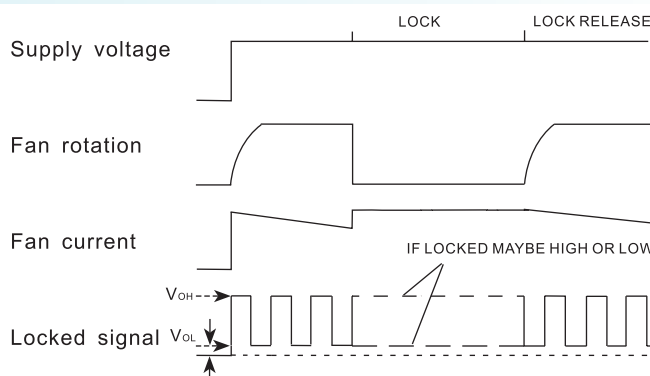 LOCK
LOCK RELEASE
Supply voltage
Fan rotation
Fan current
IF LOCKED MAYBE HIGH OR LOW
VOH
Locked signal
VOL